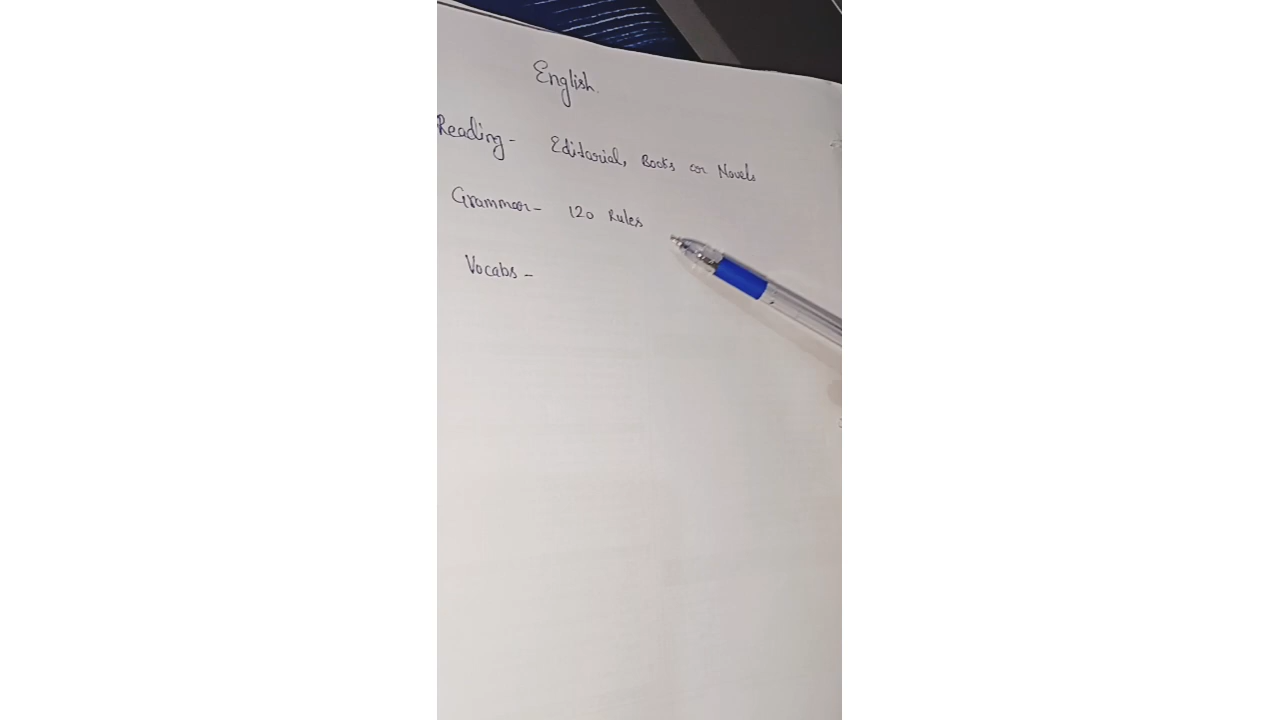 English.
Reading - Editorial, Books or Novels
Grammar - 120 Rules
Vocabs -